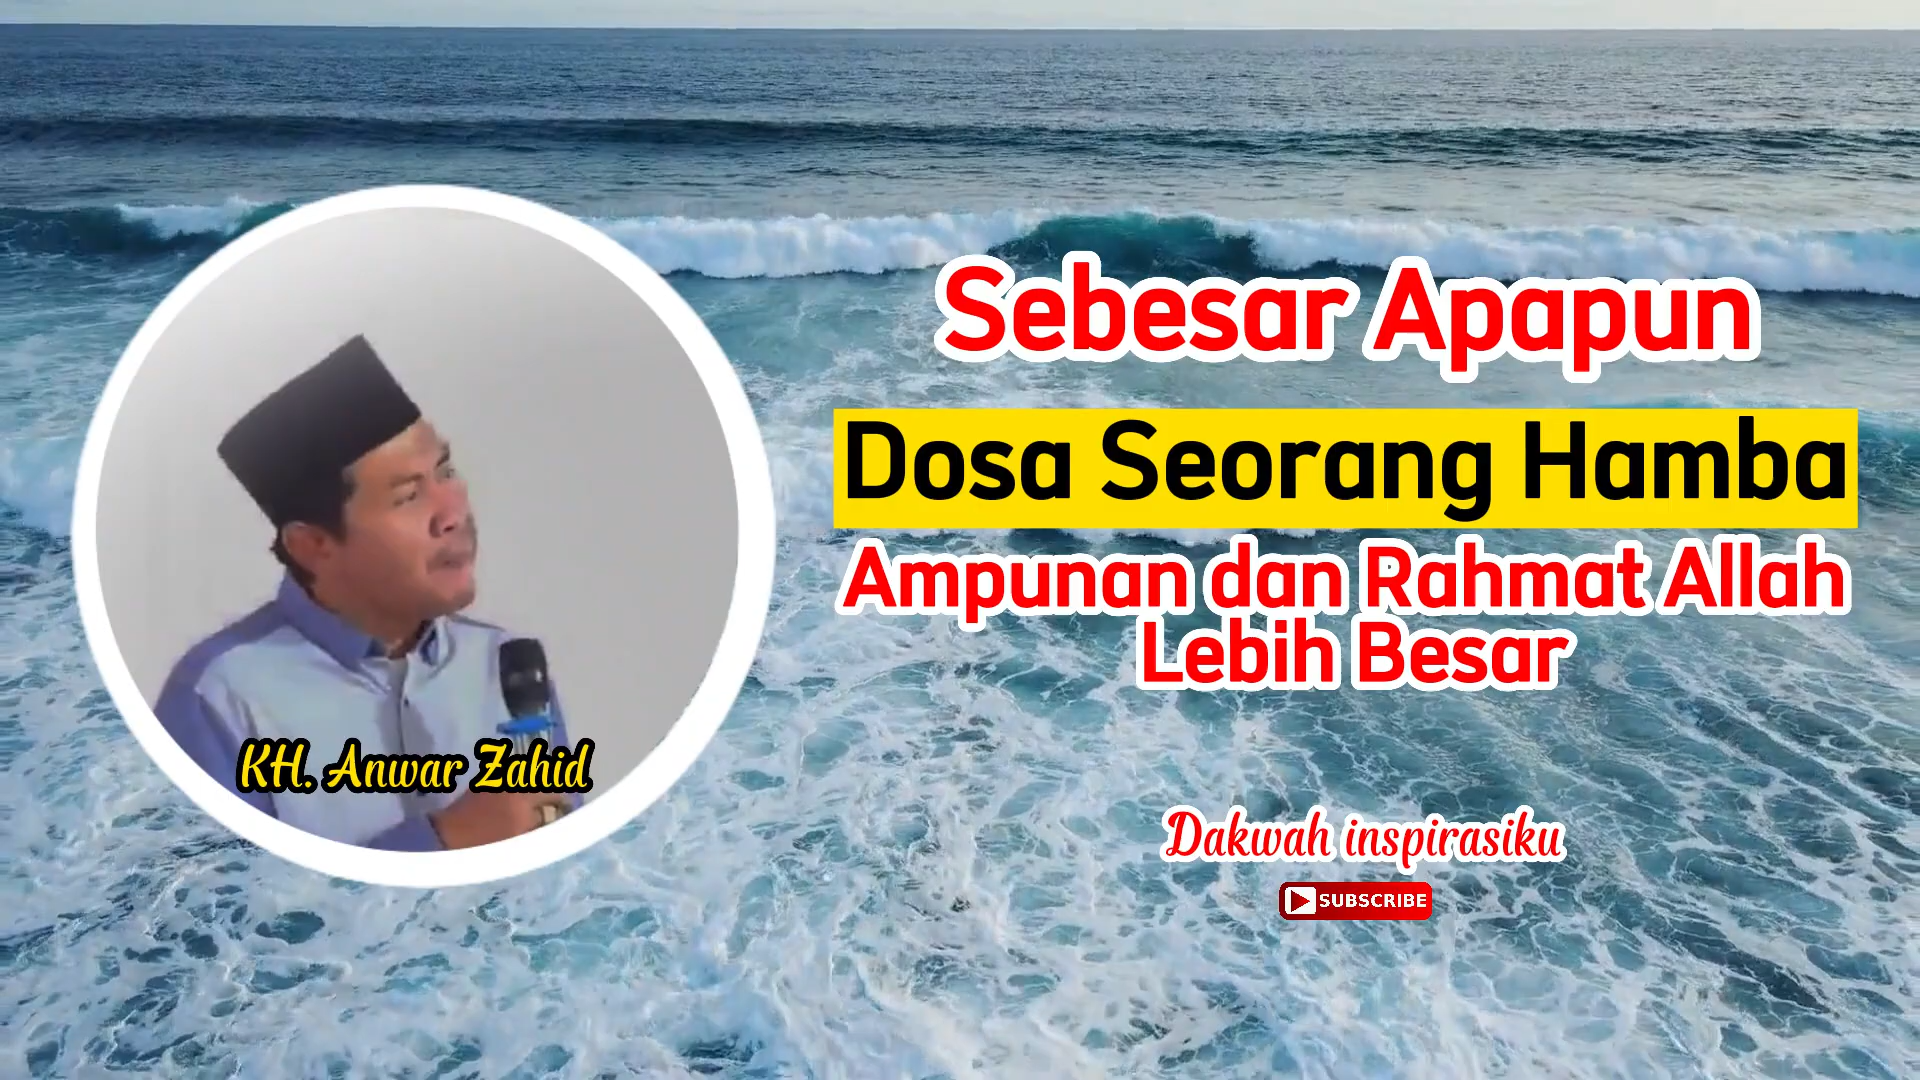 Sebesar Apapun
Dosa Seorang Hamba
Ampunan dan Rahmat Allah
Lebih Besar
KH. Anwar Zahid
Dakwah inspirasiku
SUBSCRIBE